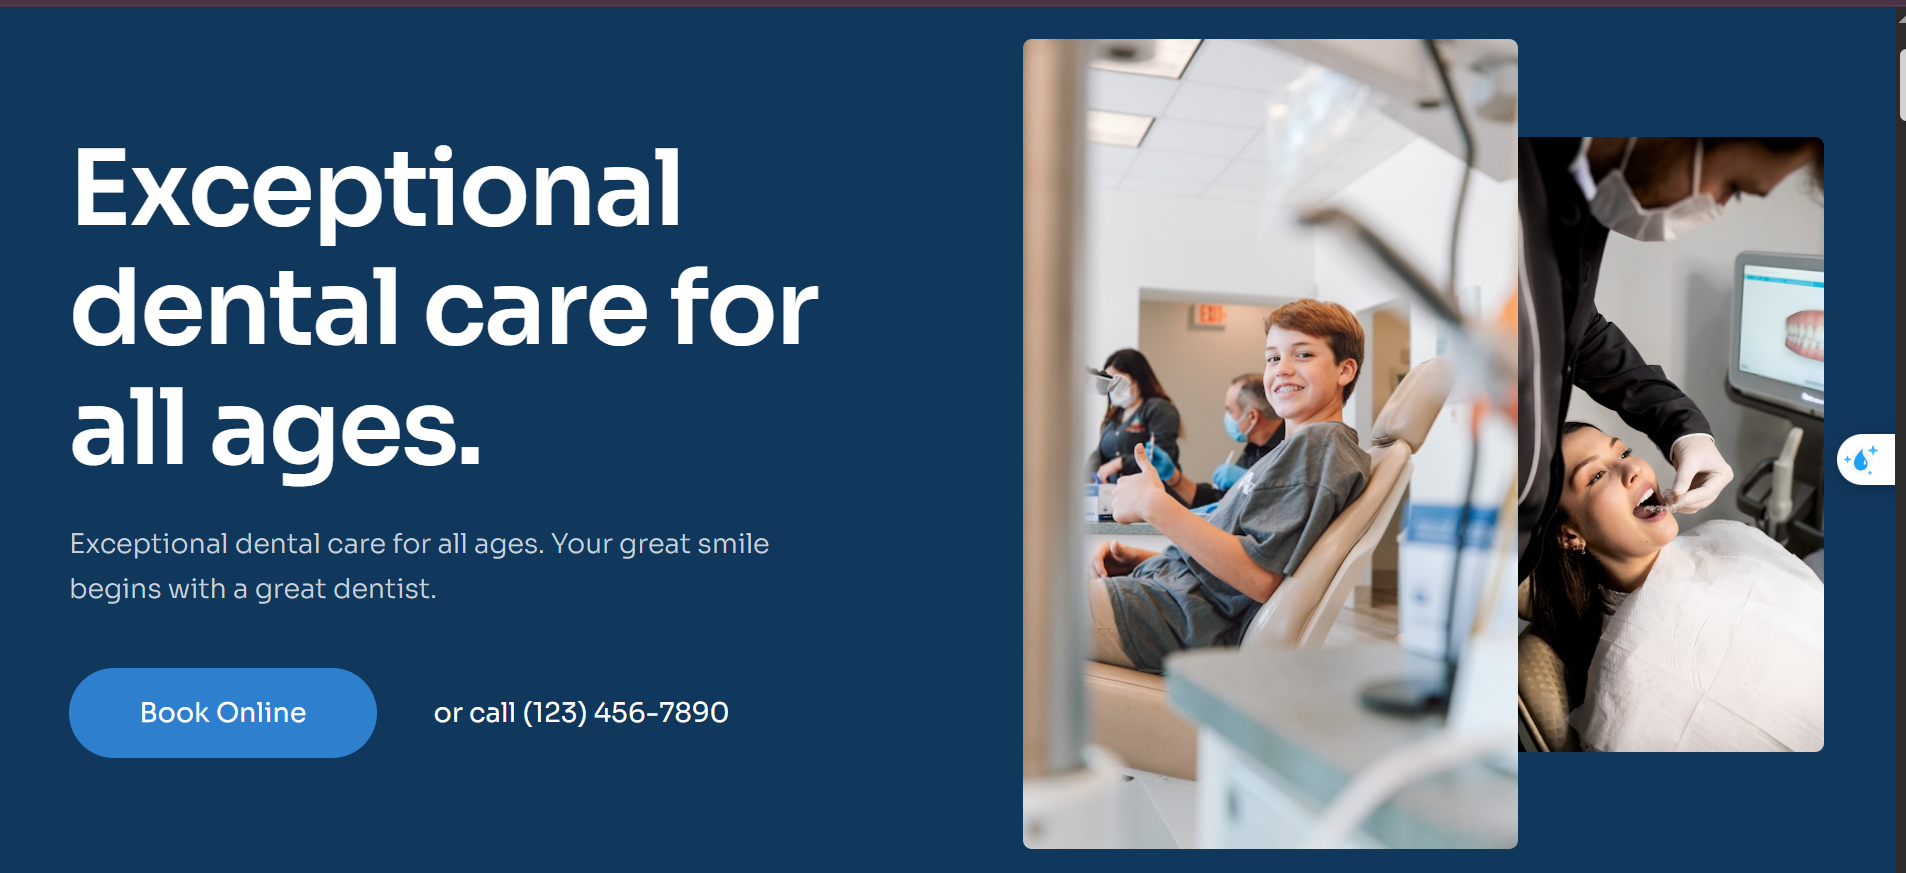 Exceptional
dental care for
all ages.
Exceptional dental care for all ages. Your great smile
begins with a great dentist.
Book Online
or call (123) 456-7890
EXIT